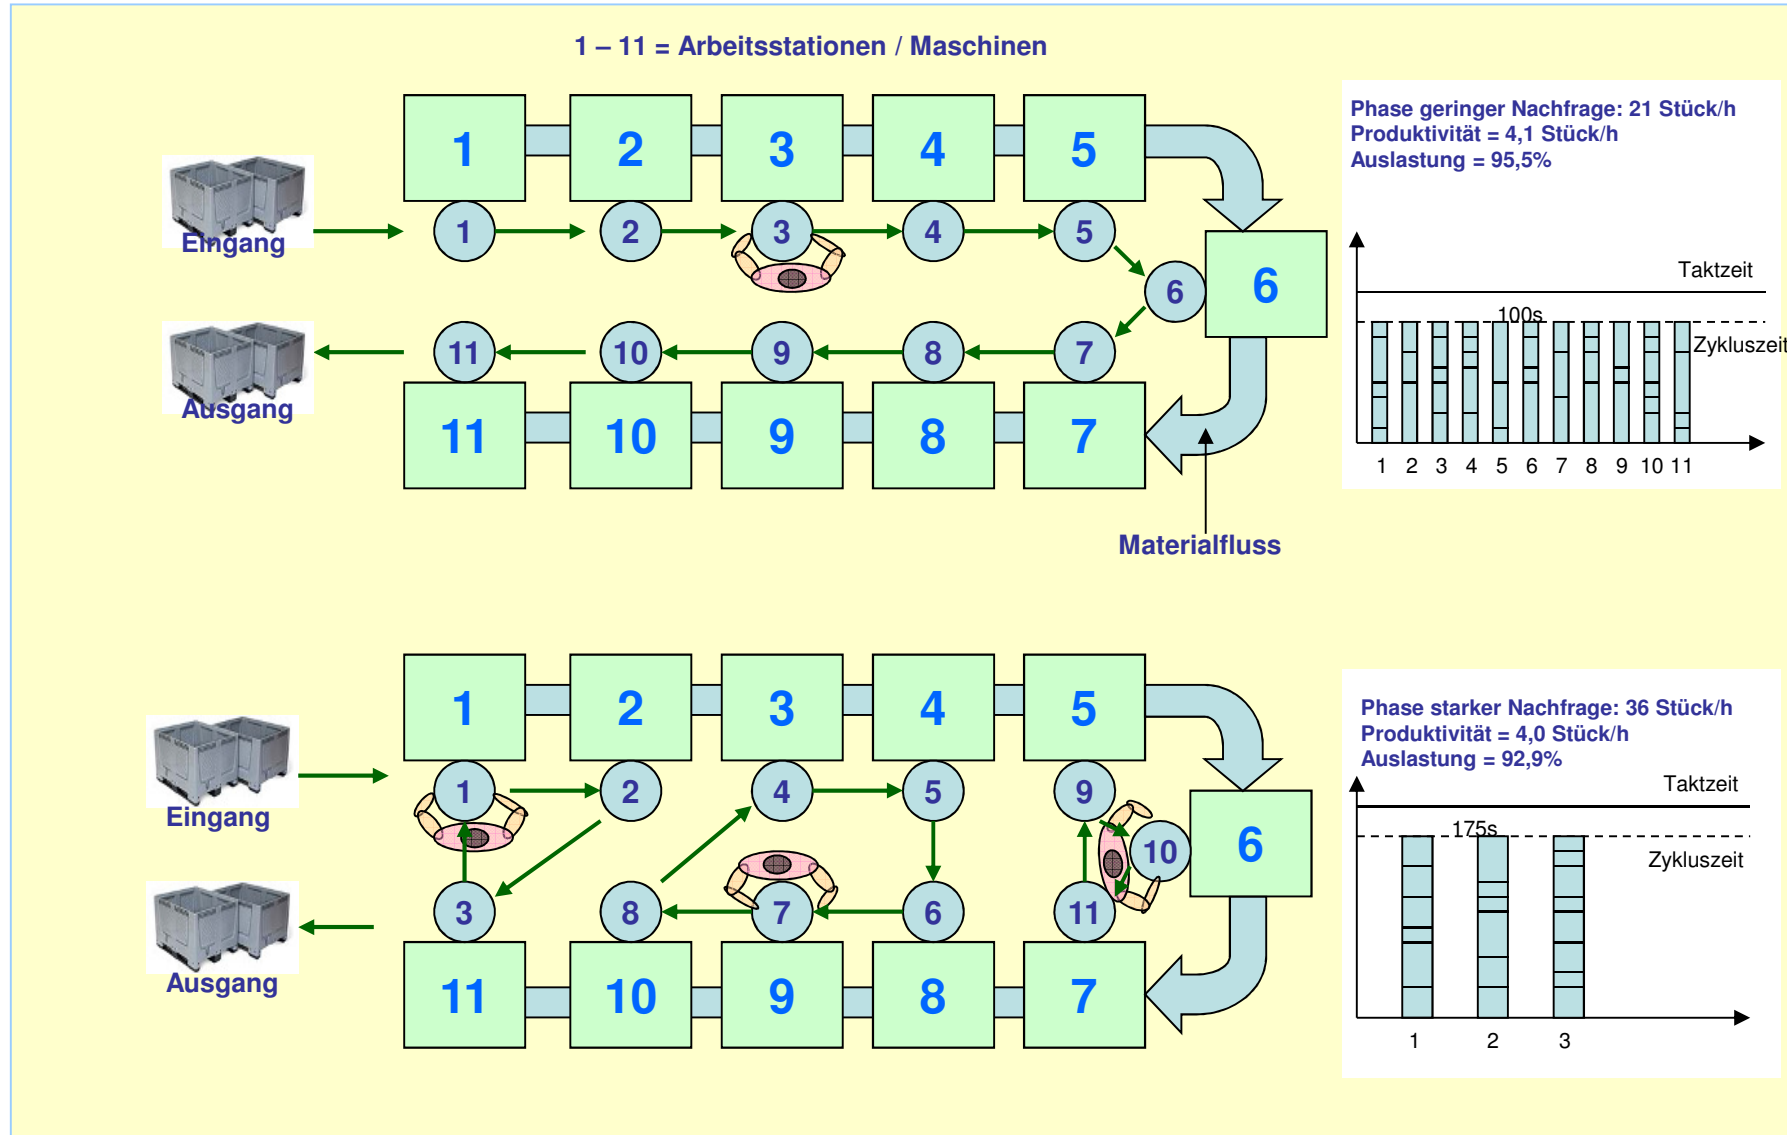 1 – 11 = Arbeitsstationen / Maschinen
1 2 3 4 5
Eingang
1 2 3 4 5
6 6
Ausgang
11 10 9 8 7
11 10 9 8 7
Materialfluss
Phase geringer Nachfrage: 21 Stück/h
Produktivität = 4,1 Stück/h
Auslastung = 95,5%
Taktzeit
100s
Zykluszeit
1 2 3 4 5 6 7 8 9 10 11
1 2 3 4 5
Eingang
1 2 4 5 9
10 6
Ausgang
3 8 7 6 11
11 10 9 8 7
Phase starker Nachfrage: 36 Stück/h
Produktivität = 4,0 Stück/h
Auslastung = 92,9%
Taktzeit
175s
Zykluszeit
1 2 3